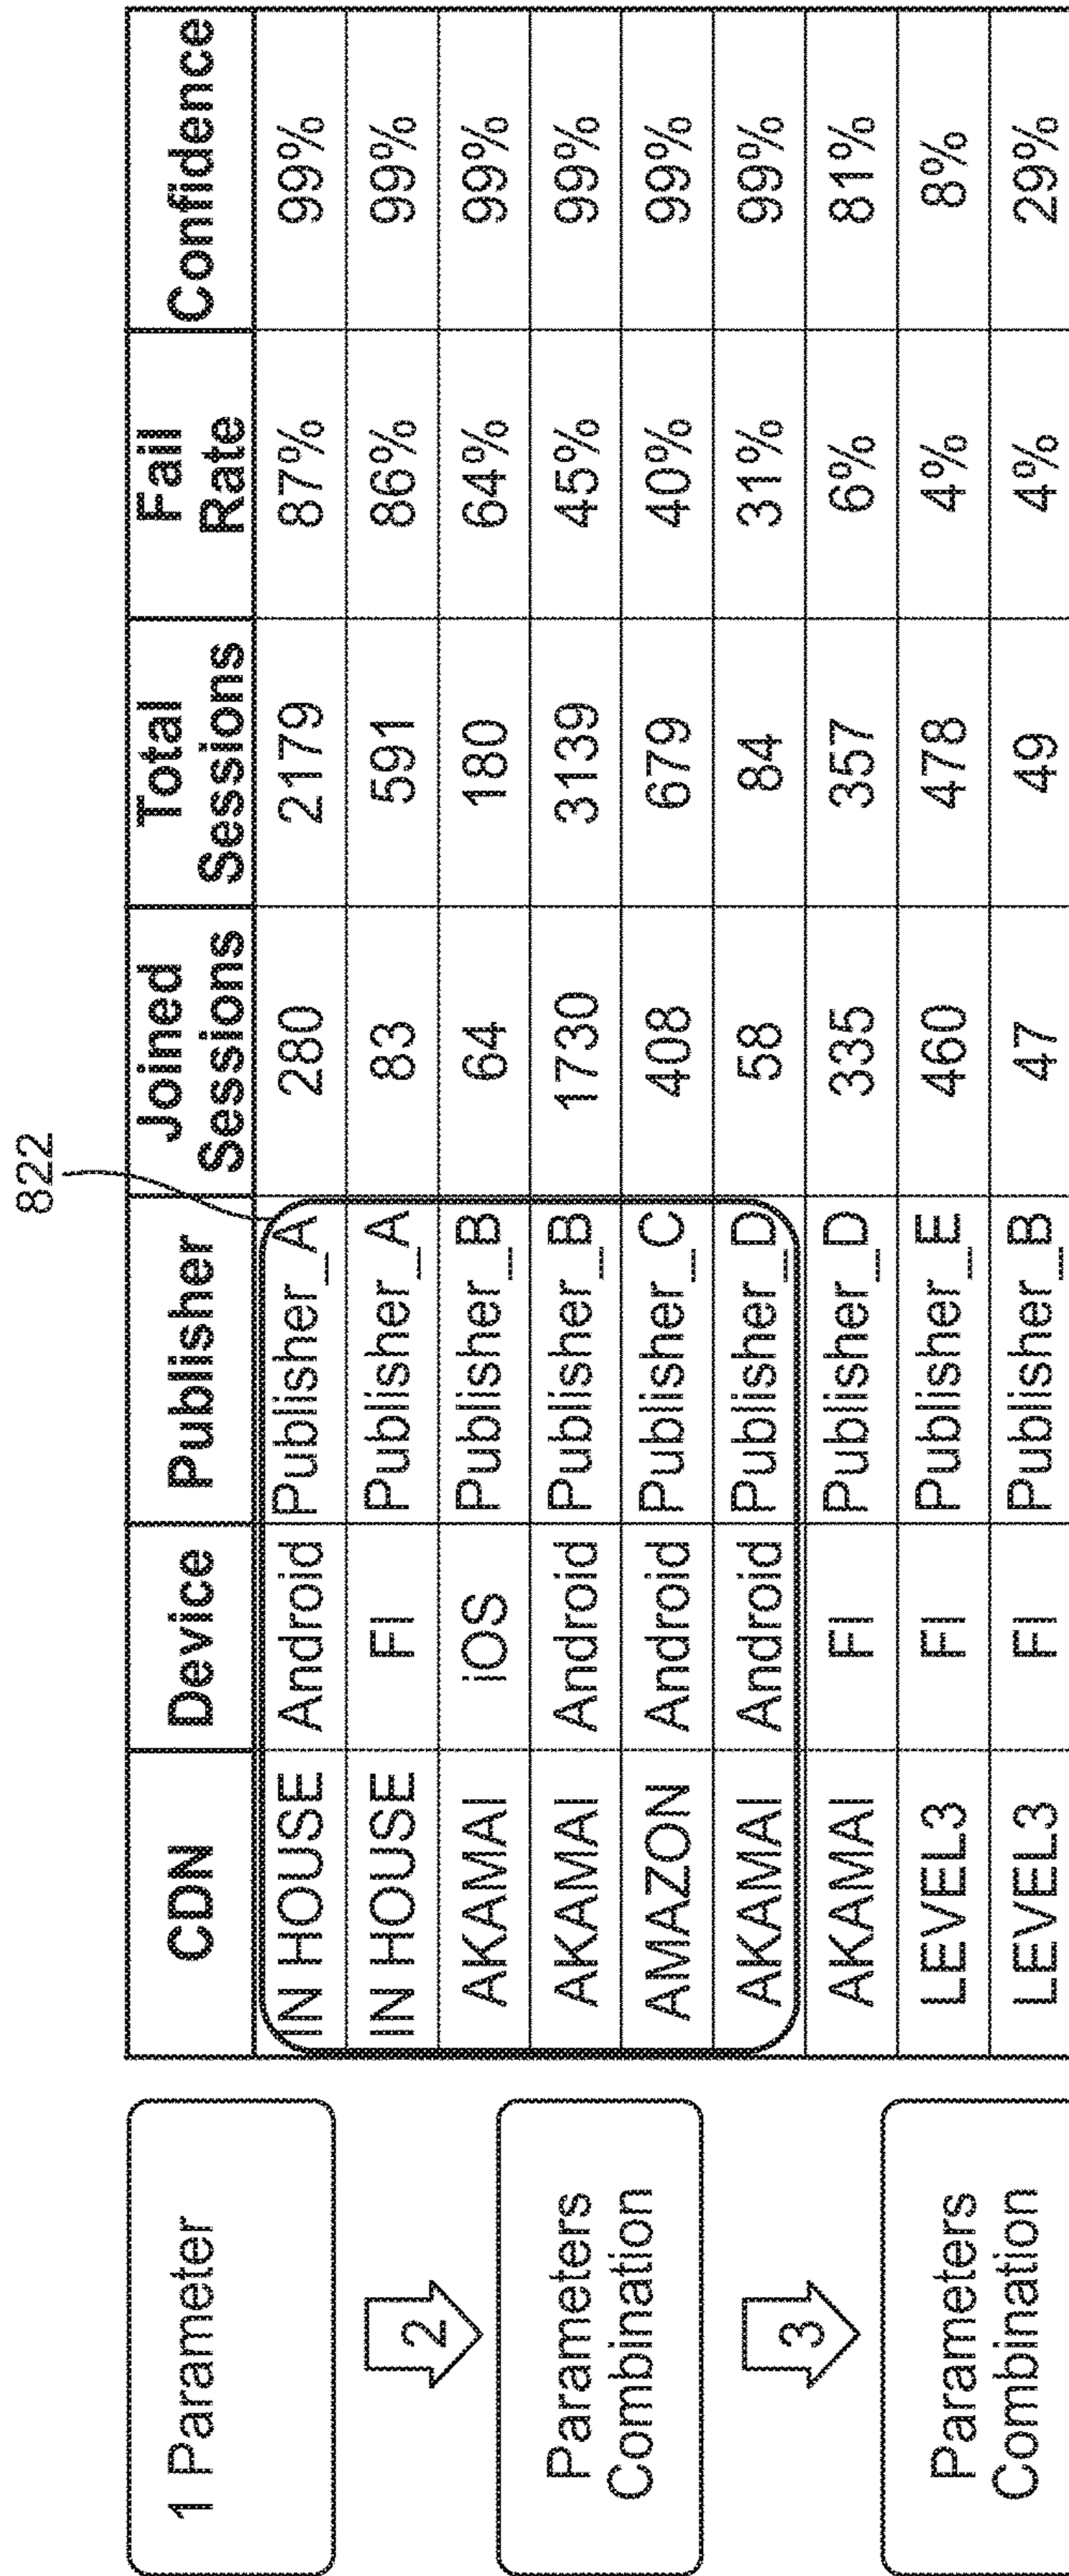 822
1 Parameter
2
Parameters
Combination
3
Parameters
Combination
CDN Device Publisher Joined Sessions Total Sessions Fail Rate Confidence
IN HOUSE Android Publisher_A 280 2179 87% 99%
IN HOUSE FI Publisher_A 83 591 86% 99%
AKAMAI iOS Publisher_B 64 180 64% 99%
AKAMAI Android Publisher_B 1730 3139 45% 99%
AMAZON Android Publisher_C 408 679 40% 99%
AKAMAI Android Publisher_D 58 84 31% 99%
AKAMAI FI Publisher_D 335 357 6% 81%
LEVEL3 FI Publisher_E 460 478 4% 8%
LEVEL3 FI Publisher_B 47 49 4% 29%